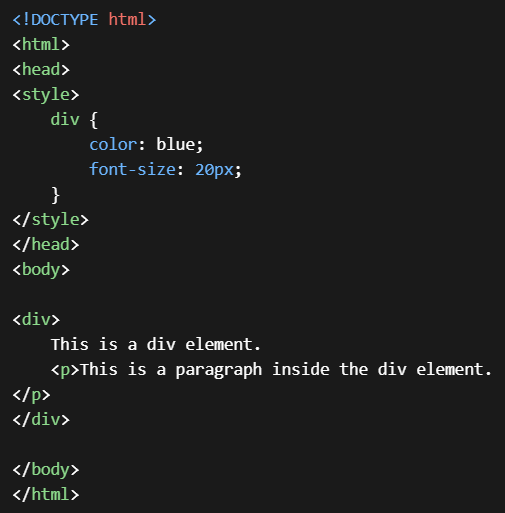 <!DOCTYPE html>
<html>
<head>
<style>
    div {
        color: blue;
        font-size: 20px;
    }
</style>
</head>
<body>

<div>
    This is a div element.
    <p>This is a paragraph inside the div element.
</p>
</div>

</body>
</html>